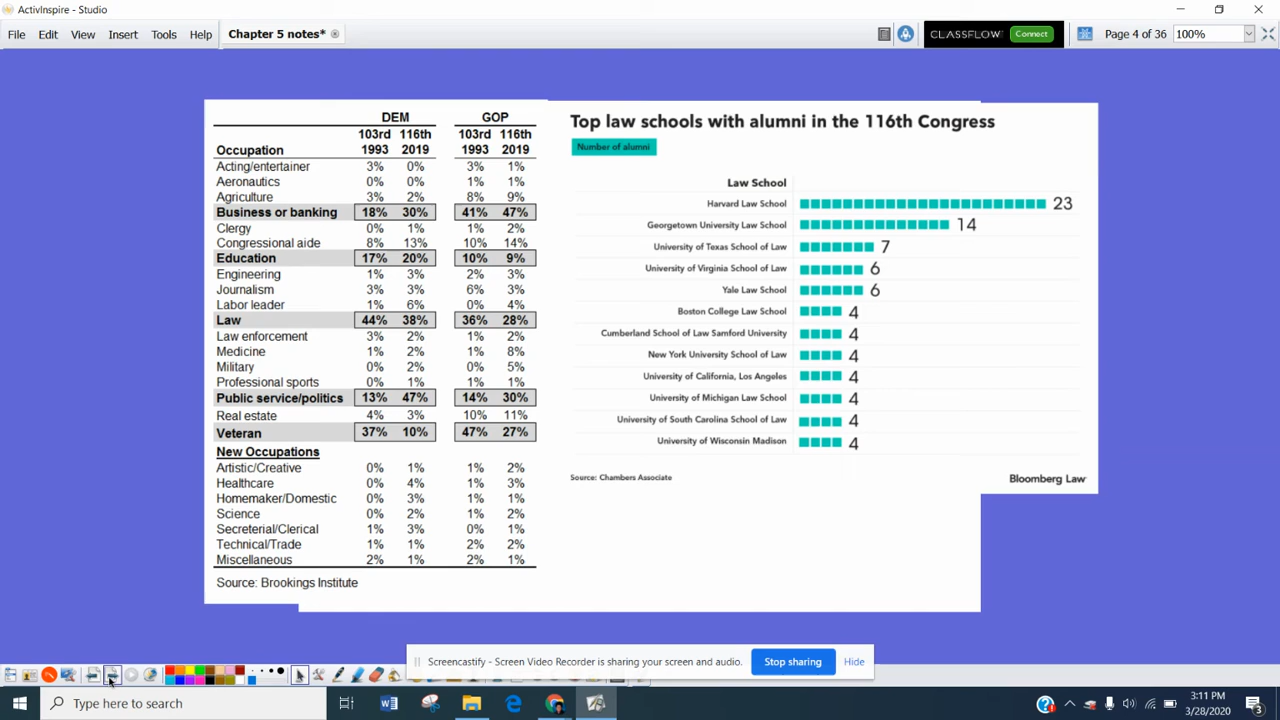 ActivInspire - Studio
File Edit View Insert Tools Help Chapter 5 notes* CLASSFLOW Connect Page 4 of 36 100%
DEM GOP
103rd 116th 103rd 116th
Occupation 1993 2019 1993 2019
Acting/entertainer 3% 0% 3% 1%
Aeronautics 0% 0% 1% 1%
Agriculture 3% 2% 8% 9%
Business or banking 18% 30% 41% 47%
Clergy 0% 1% 1% 2%
Congressional aide 8% 13% 10% 14%
Education 17% 20% 10% 9%
Engineering 1% 3% 2% 3%
Journalism 3% 3% 6% 3%
Labor leader 1% 6% 0% 4%
Law 44% 38% 36% 28%
Law enforcement 3% 2% 1% 2%
Medicine 1% 2% 1% 8%
Military 0% 2% 0% 5%
Professional sports 0% 1% 1% 1%
Public service/politics 13% 47% 14% 30%
Real estate 4% 3% 10% 11%
Veteran 37% 10% 47% 27%
New Occupations
Artistic/Creative 0% 1% 1% 2%
Healthcare 0% 4% 1% 3%
Homemaker/Domestic 0% 3% 1% 1%
Science 0% 2% 1% 2%
Secreterial/Clerical 1% 3% 0% 1%
Technical/Trade 1% 1% 2% 2%
Miscellaneous 2% 1% 2% 1%
Source: Brookings Institute
Top law schools with alumni in the 116th Congress
Number of alumni
Law School
Harvard Law School 23
Georgetown University Law School 14
University of Texas School of Law 7
University of Virginia School of Law 6
Yale Law School 6
Boston College Law School 4
Cumberland School of Law Samford University 4
New York University School of Law 4
University of California, Los Angeles 4
University of Michigan Law School 4
University of South Carolina School of Law 4
University of Wisconsin Madison 4
Source: Chambers Associate Bloomberg Law
Screencastify - Screen Video Recorder is sharing your screen and audio. Stop sharing Hide
Type here to search
3:11 PM
3/28/2020
3